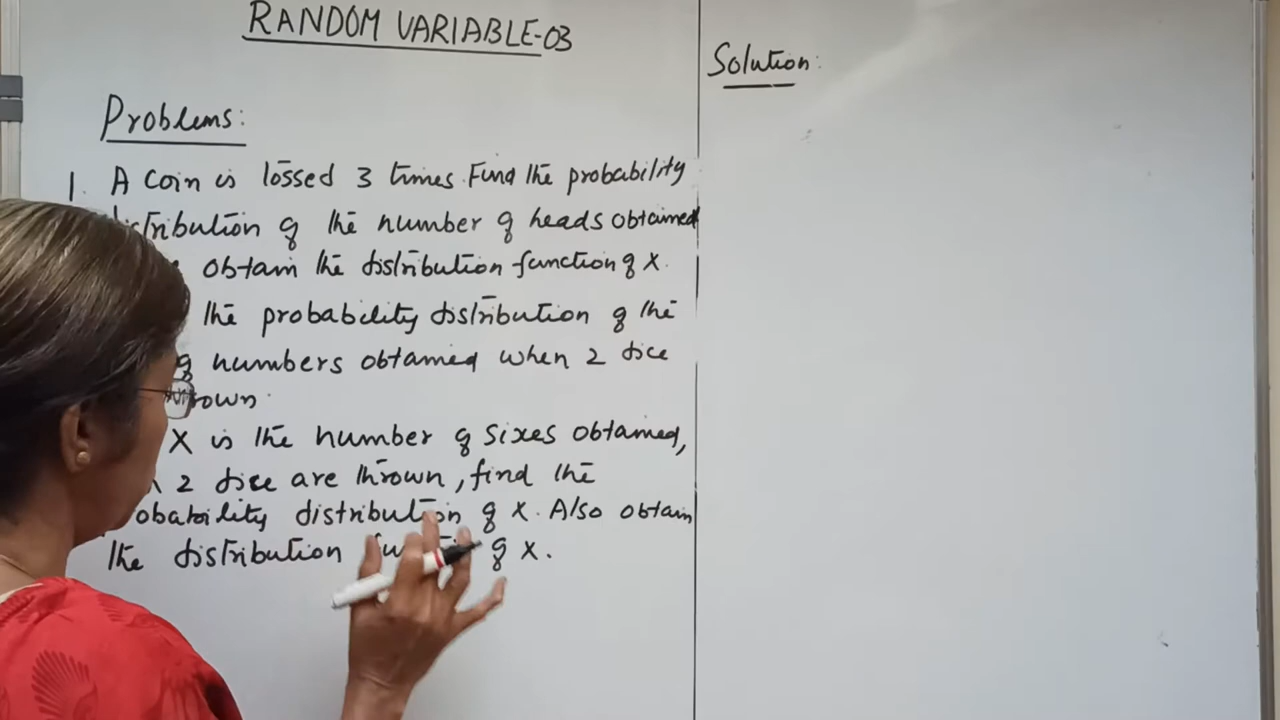 RANDOM VARIABLE-03
Solution:
Problems:
1. A coin is tossed 3 times. Find the probability
distribution of the number of heads obtained
obtain the distribution function of X.
the probability distribution of the
of numbers obtained when 2 dice
X is the number of sixes obtained,
2 dice are thrown, find the
distribution of X. Also obtain
the distribution of X.